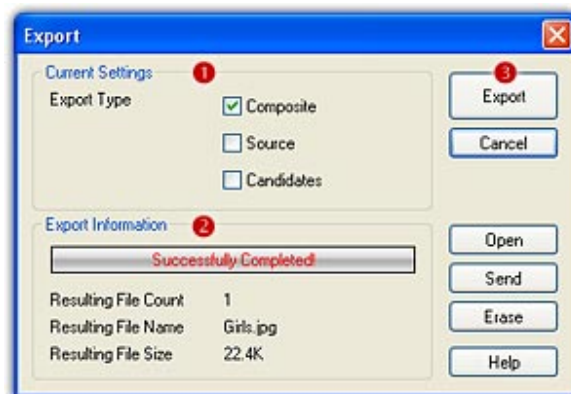 Export
Current Settings 1
Export Type
Composite
Source
Candidates
3
Export
Cancel
Export Information 2
Successfully Completed!
Resulting File Count 1
Resulting File Name Girls.jpg
Resulting File Size 22.4K
Open
Send
Erase
Help